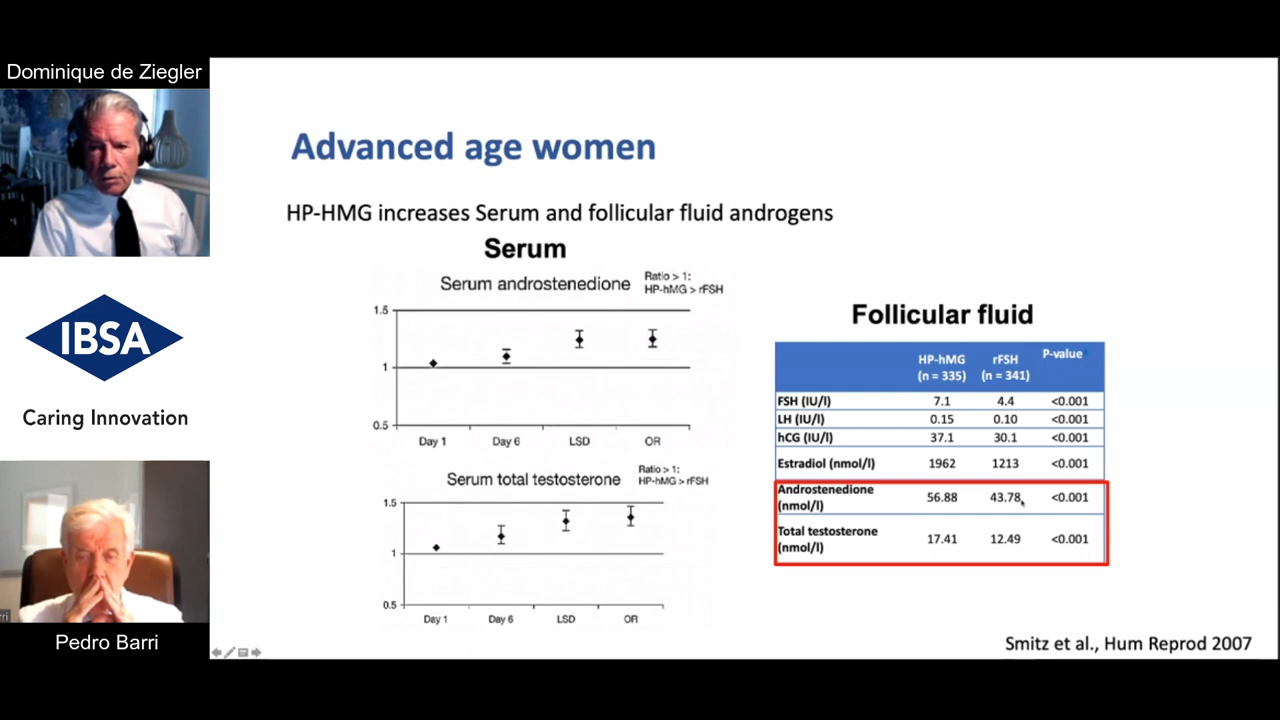 Dominique de Ziegler
IBSA
Caring Innovation
Pedro Barri
Advanced age women
HP-HMG increases Serum and follicular fluid androgens
Serum
Serum androstenedione
Ratio > 1:
HP-hMG > rFSH
1.5
1
0.5
Day 1 Day 6 LSD OR
Serum total testosterone
Ratio > 1:
HP-hMG > rFSH
1.5
1
0.5
Day 1 Day 6 LSD OR
Follicular fluid
HP-hMG (n = 335) rFSH (n = 341) P-value
FSH (IU/l) 7.1 4.4 <0.001
LH (IU/l) 0.15 0.10 <0.001
hCG (IU/l) 37.1 30.1 <0.001
Estradiol (nmol/l) 1962 1213 <0.001
Androstenedione (nmol/l) 56.88 43.78 <0.001
Total testosterone (nmol/l) 17.41 12.49 <0.001
Smitz et al., Hum Reprod 2007